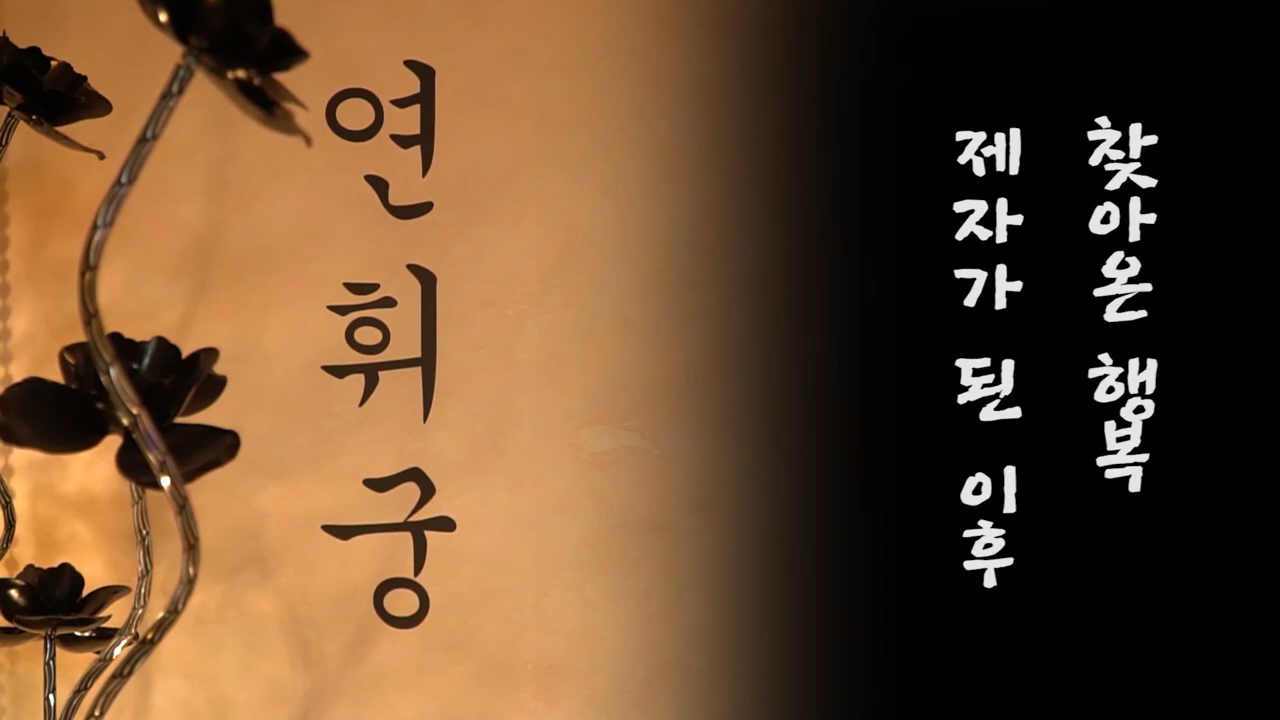 연휘궁
제자가 된 이후
찾아온 행복